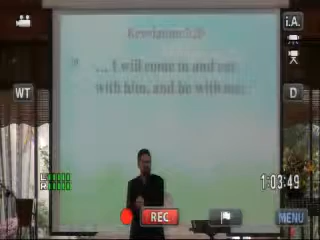 Revelation 3:20
i.A.
... I will come in and eat
with him, and he with me.
WT
D
L
R
1:03:49
REC
MENU